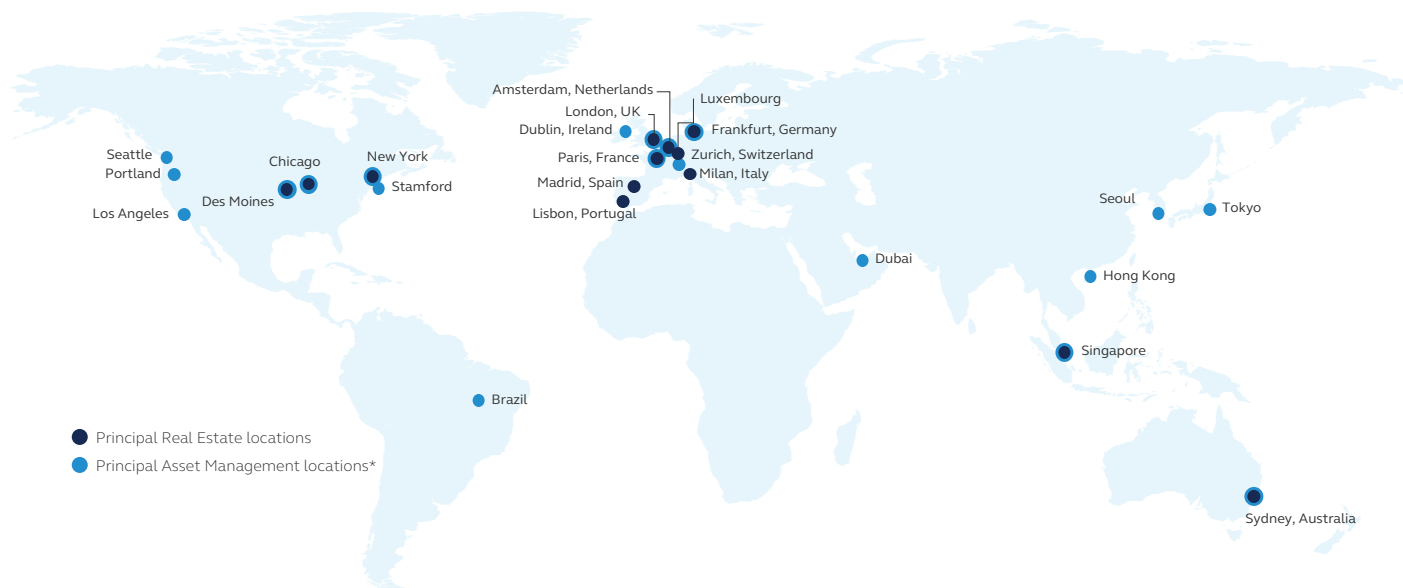 Amsterdam, Netherlands
Luxembourg
London, UK
Dublin, Ireland
Frankfurt, Germany
Seattle
Chicago
New York
Paris, France
Zurich, Switzerland
Portland
Milan, Italy
Stamford
Madrid, Spain
Des Moines
Los Angeles
Lisbon, Portugal
Seoul
Tokyo
Dubai
Hong Kong
Singapore
Brazil
Principal Real Estate locations
Principal Asset Management locations*
Sydney, Australia